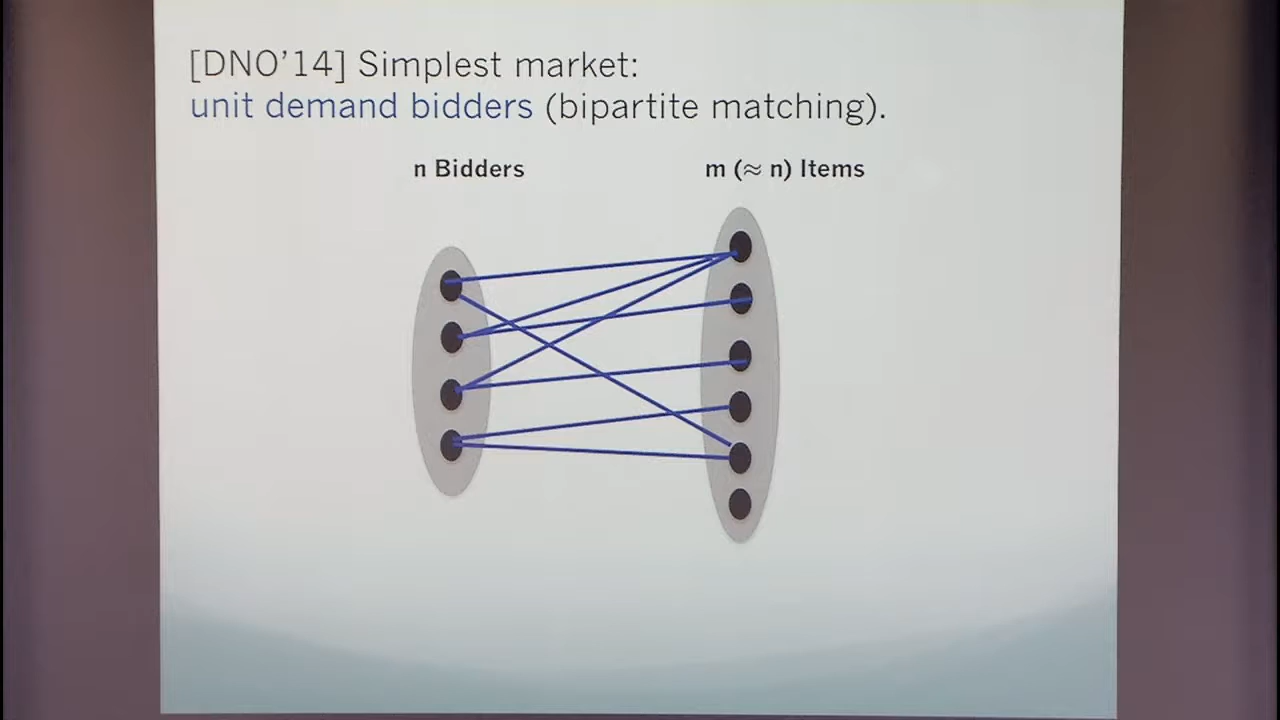 [DNO’14] Simplest market:
unit demand bidders (bipartite matching).
n Bidders
m (≈ n) Items